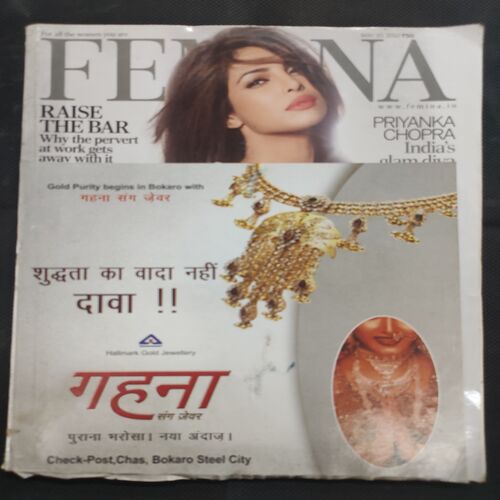 For all the women you are
FEMINA
www.femina.in
RAISE
THE BAR
Why the pervert
at work gets
away with it
PRIYANKA
CHOPRA
India's
glam diva
Gold Purity begins in Bokaro with
गहना संग ज़ेवर
शुद्धता का वादा नहीं
दावा !!
Hallmark Gold Jewellery
गहना
संग ज़ेवर
पुराना भरोसा। नया अंदाज़।
Check-Post,Chas, Bokaro Steel City